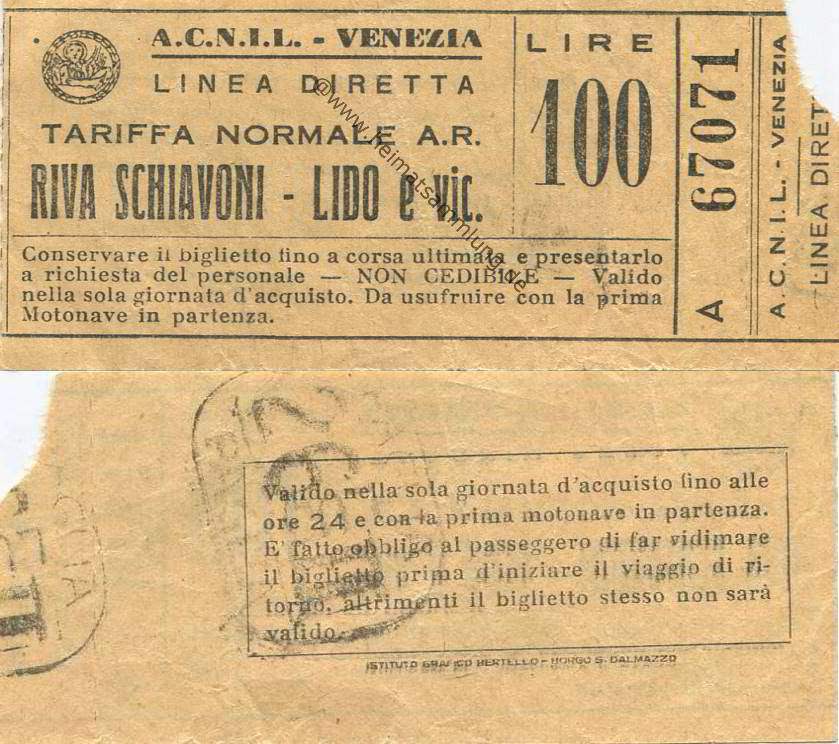 A.C.N.I.L. - VENEZIA
LINEA DIRETTA
TARIFFA NORMALE A.R.
RIVA SCHIAVONI - LIDO e vic.
LIRE
100
Conservare il biglietto fino a corsa ultimata e presentarlo
a richiesta del personale — NON CEDIBILE — Valido
nella sola giornata d'acquisto. Da usufruire con la prima
Motonave in partenza.
A 67071
A.C.N.I.L. - VENEZIA
LINEA DIRET
@www.heimatsammlung.de
Valido nella sola giornata d'acquisto fino alle
ore 24 e con la prima motonave in partenza.
E' fatto obbligo al passeggero di far vidimare
il biglietto prima d'iniziare il viaggio di ri-
torno, altrimenti il biglietto stesso non sarà
valido.
ISTITUTO GRAFICO BERTELLO - BORGO S. DALMAZZO